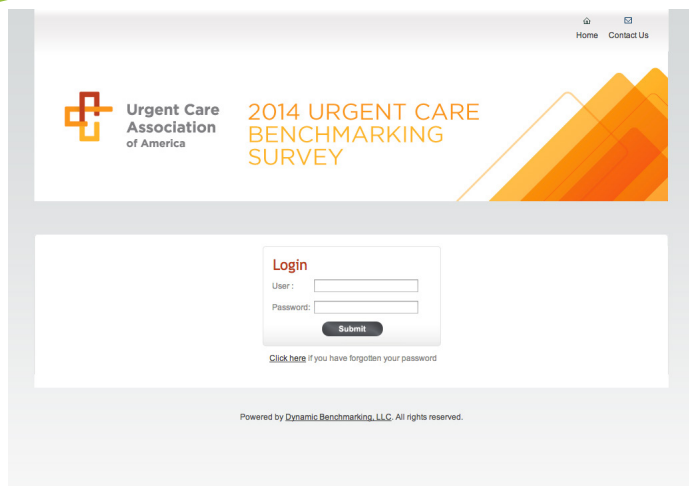 Home Contact Us
Urgent Care
Association
of America
2014 URGENT CARE
BENCHMARKING
SURVEY
Login
User :
Password:
Submit
Click here if you have forgotten your password
Powered by Dynamic Benchmarking, LLC. All rights reserved.